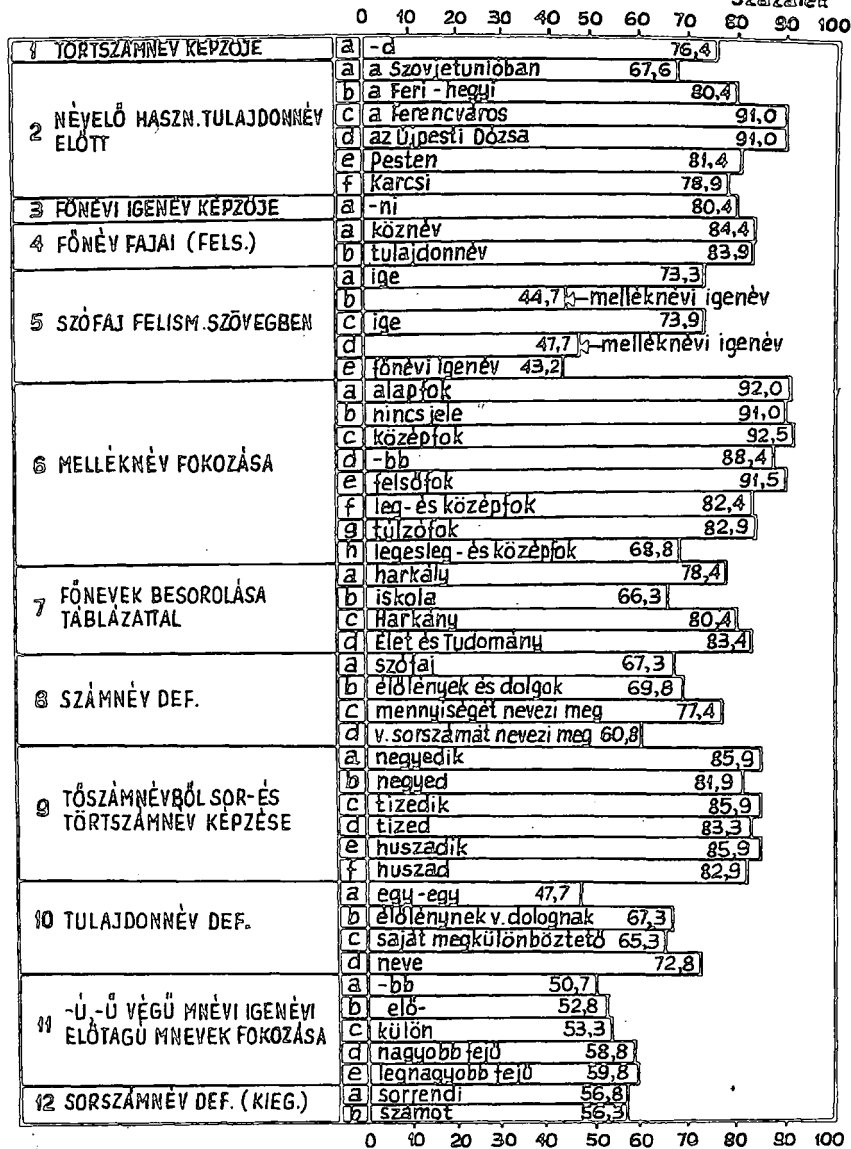 Százalék
0 10 20 30 40 50 60 70 80 90 100
1 TÖRTSZÁMNÉV KÉPZŐJE
a -d 76,4
2 NÉVELŐ HASZN. TULAJDONNÉV ELŐTT
a a Szovjetunióban 67,6
b a Feri-hegyi 80,4
c a Ferencváros 91,0
d az Újpesti Dózsa 91,0
e Pesten 81,4
f Karcsi 78,9
3 FŐNÉVI IGENÉV KÉPZŐJE
a -ni 80,4
4 FŐNÉV FAJAI (FELS.)
a köznév 84,4
b tulajdonnév 83,9
5 SZÓFAJ FELISM. SZÖVEGBEN
a ige 73,3
b 44,7 melléknévi igenév
c ige 73,9
d 47,7 melléknévi igenév
e főnévi igenév 43,2
6 MELLÉKNÉV FOKOZÁSA
a alapfok 92,0
b nincs jele 91,0
c középfok 92,5
d -bb 88,4
e felsőfok 91,5
f leg- és középfok 82,4
g túlzófok 82,9
h legesleg- és középfok 68,8
7 FŐNEVEK BESOROLÁSA TÁBLÁZATTAL
a harkály 78,4
b iskola 66,3
c Harkány 80,4
d Élet és Tudomány 83,4
8 SZÁMNÉV DEF.
a szófaj 67,3
b élőlények és dolgok 69,8
c mennyiségét nevezi meg 77,4
d v. sorszámát nevezi meg 60,8
9 TŐSZÁMNÉVBŐL SOR- ÉS TÖRTSZÁMNÉV KÉPZÉSE
a negyedik 85,9
b negyed 81,9
c tizedik 85,9
d tized 83,3
e huszadik 85,9
f huszad 82,9
10 TULAJDONNÉV DEF.
a egy-egy 47,7
b élőlénynek v. dolognak 67,3
c saját megkülönböztető 65,3
d neve 72,8
11 -Ú, -Ű VÉGŰ MNÉVI IGENÉVI ELŐTAGÚ MNEVEK FOKOZÁSA
a -bb 50,7
b elő- 52,8
c külön 53,3
d nagyobb fejű 58,8
e legnagyobb fejű 59,8
12 SORSZÁMNÉV DEF. (KIEG.)
a sorrendi 56,8
b számot 56,3
0 10 20 30 40 50 60 70 80 90 100